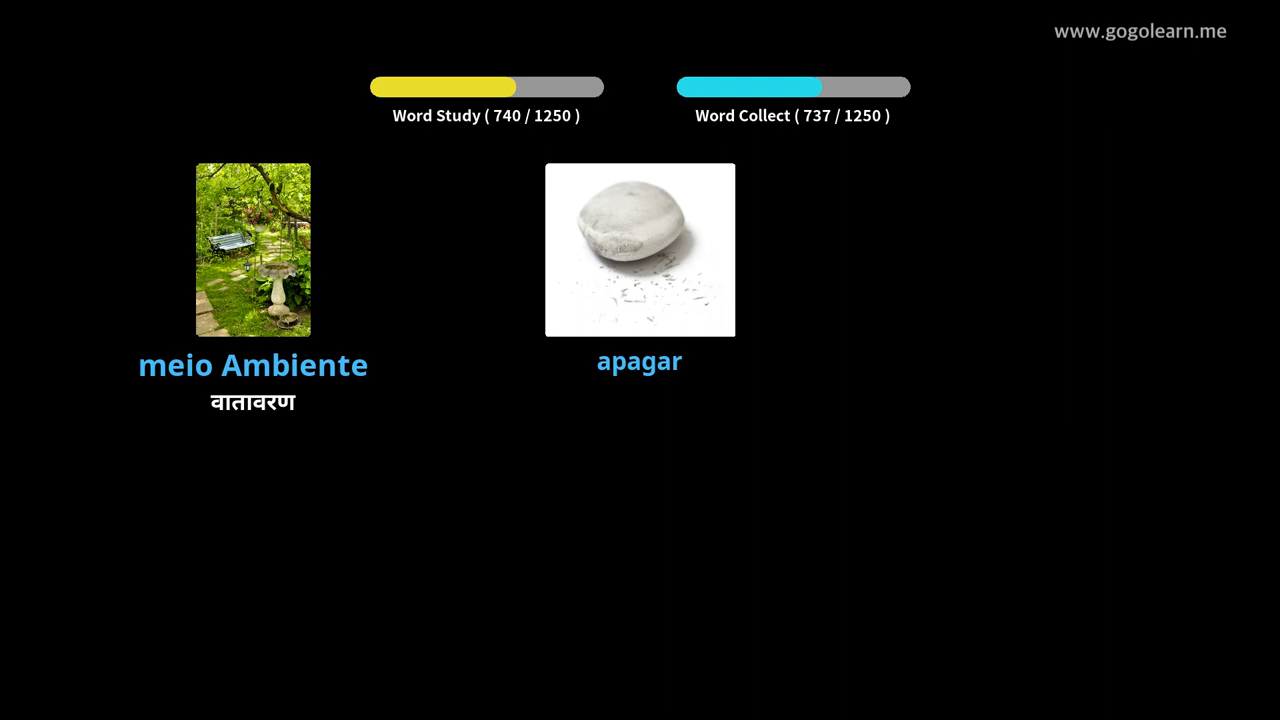 www.gogolearn.me
Word Study ( 740 / 1250 )
Word Collect ( 737 / 1250 )
meio Ambiente
वातावरण
apagar